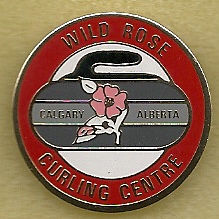 WILD ROSE
CALGARY ALBERTA
CURLING CENTRE